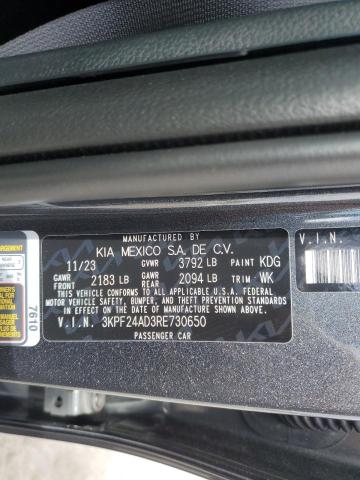 MANUFACTURED BY
KIA MEXICO S.A. DE C.V.
11/23 GVWR 3792 LB PAINT KDG
GAWR 2183 LB GAWR 2094 LB TRIM WK
THIS VEHICLE CONFORMS TO ALL APPLICABLE U.S.A. FEDERAL
MOTOR VEHICLE SAFETY, BUMPER, AND THEFT PREVENTION
STANDARDS IN EFFECT ON THE DATE OF MANUFACTURE SHOWN ABOVE.
V.I.N. 3KPF24AD3RE730650
PASSENGER CAR
7610
V.I.N.